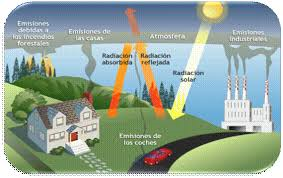 Emisiones
debidas a
los incendios
forestales
Emisiones de
las casas
Atmósfera
Emisiones
industriales
Radiación
absorbida
Radiación
reflejada
Radiación
solar
Emisiones de
los coches